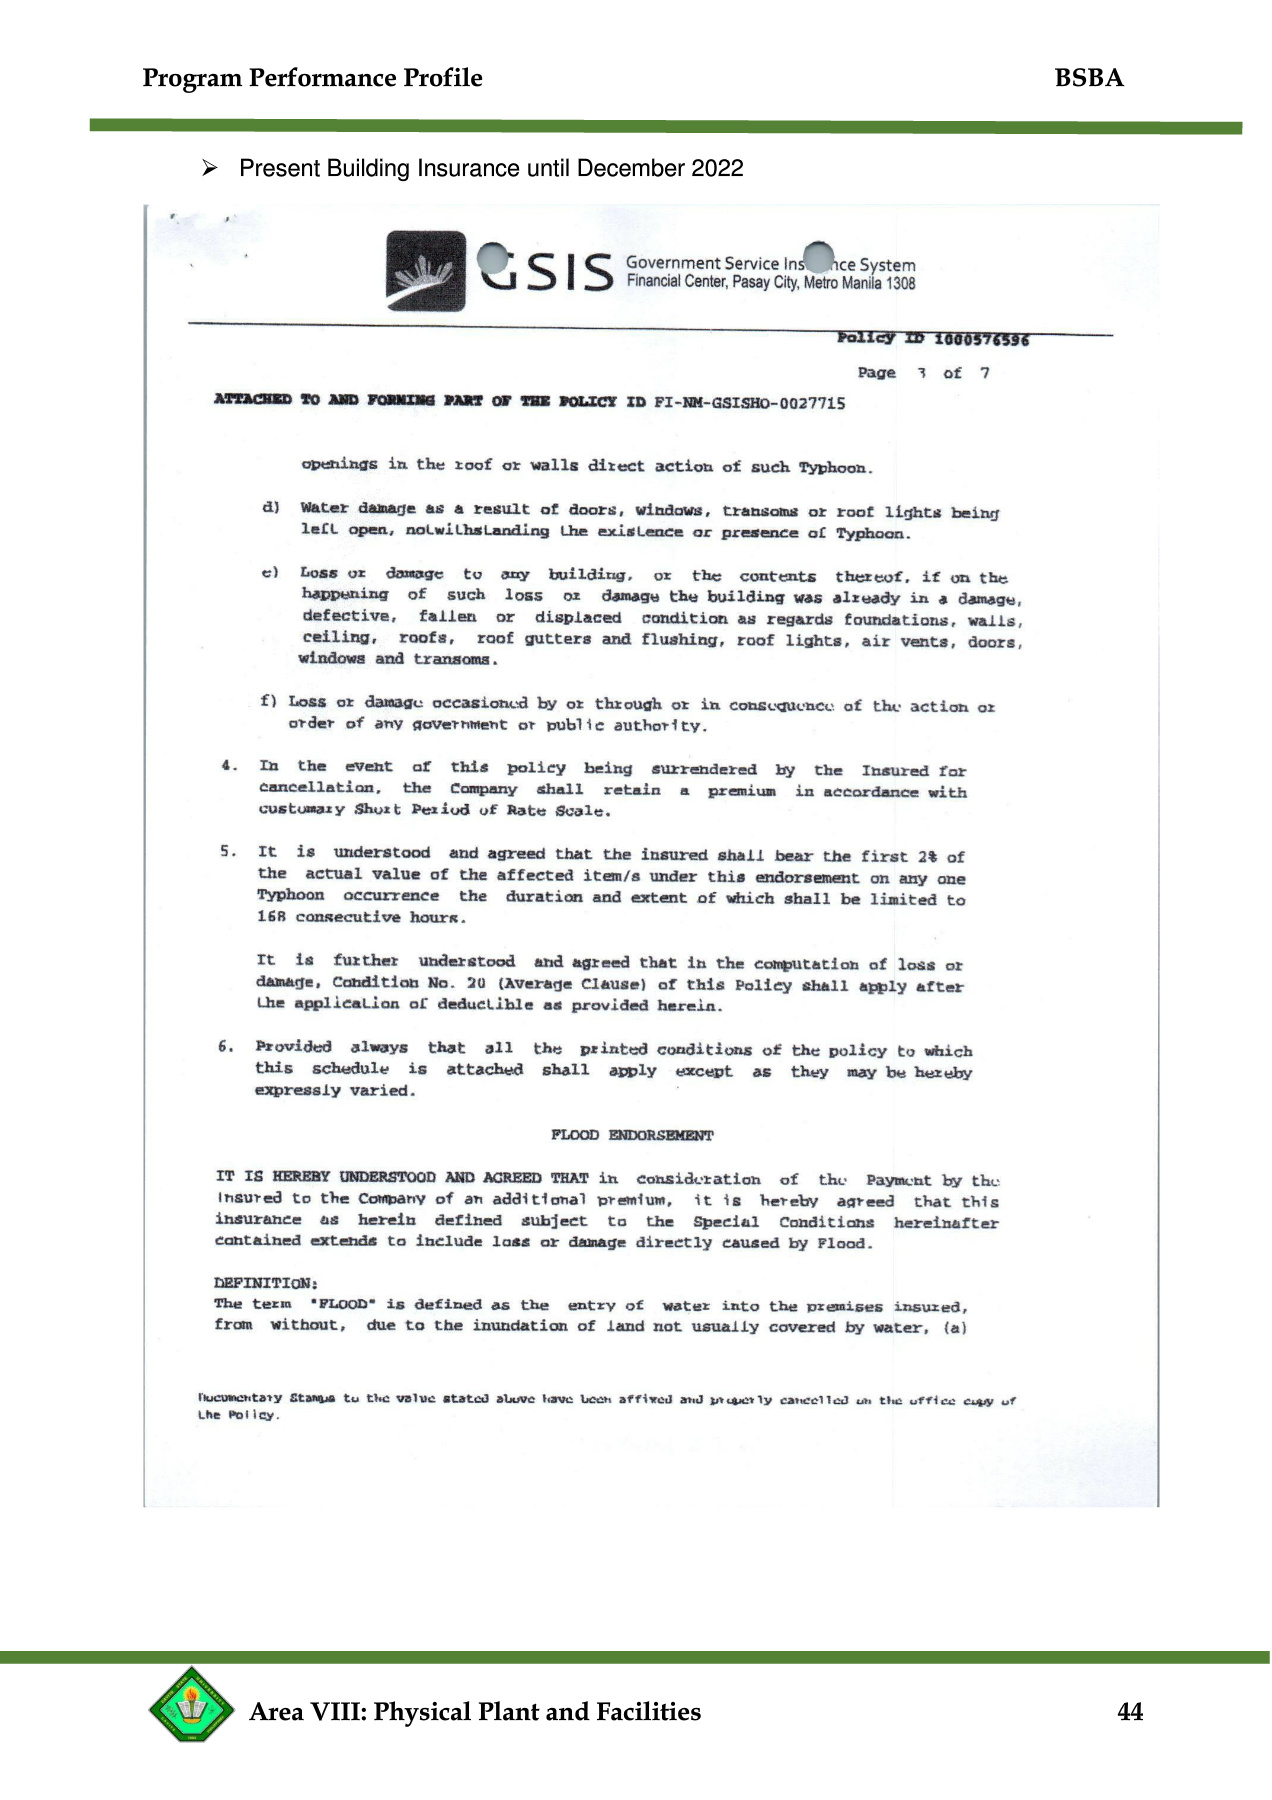 Program Performance Profile BSBA
➢ Present Building Insurance until December 2022
GSIS Government Service Ins nce System
Financial Center, Pasay City, Metro Manila 1308
Policy ID 1000576596
Page 3 of 7
ATTACHED TO AND FORMING PART OF THE POLICY ID FI-NM-GSISHO-0027715
openings in the roof or walls direct action of such Typhoon.
d) Water damage as a result of doors, windows, transoms or roof lights being
left open, notwithstanding the existence or presence of Typhoon.
e) Loss or damage to any building, or the contents thereof, if on the
happening of such loss or damage the building was already in a damage,
defective, fallen or displaced condition as regards foundations, walls,
ceiling, roofs, roof gutters and flushing, roof lights, air vents, doors,
windows and transoms.
f) Loss or damage occasioned by or through or in consequence of the action or
order of any government or public authority.
4. In the event of this policy being surrendered by the Insured for
cancellation, the Company shall retain a premium in accordance with
customary Short Period of Rate Scale.
5. It is understood and agreed that the insured shall bear the first 2% of
the actual value of the affected item/s under this endorsement on any one
Typhoon occurrence the duration and extent of which shall be limited to
168 consecutive hours.
It is further understood and agreed that in the computation of loss or
damage, Condition No. 20 (Average Clause) of this Policy shall apply after
the application of deductible as provided herein.
6. Provided always that all the printed conditions of the policy to which
this schedule is attached shall apply except as they may be hereby
expressly varied.
FLOOD ENDORSEMENT
IT IS HEREBY UNDERSTOOD AND AGREED THAT in consideration of the Payment by the
Insured to the Company of an additional premium, it is hereby agreed that this
insurance as herein defined subject to the Special Conditions hereinafter
contained extends to include loss or damage directly caused by Flood.
DEFINITION:
The term "FLOOD" is defined as the entry of water into the premises insured,
from without, due to the inundation of land not usually covered by water, (a)
Documentary Stamps to the value stated above have been affixed and properly cancelled on the office copy of
the Policy.
Area VIII: Physical Plant and Facilities 44